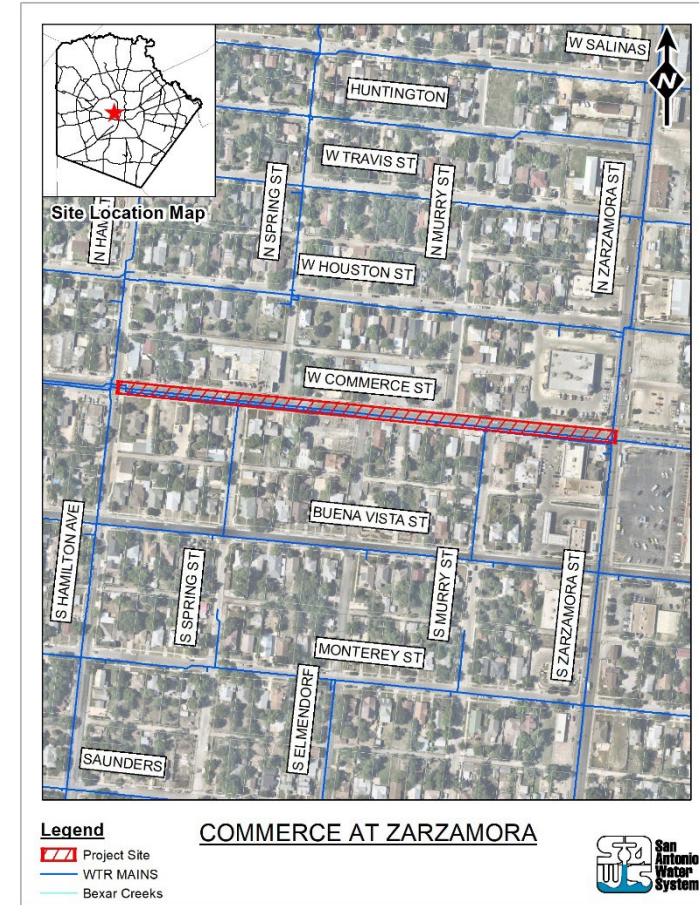 W SALINAS
N
HUNTINGTON
W TRAVIS ST
N SPRING ST
N MURRY ST
N ZARZAMORA ST
Site Location Map
W HOUSTON ST
W COMMERCE ST
S HAMILTON AVE
BUENA VISTA ST
S SPRING ST
S MURRY ST
S ZARZAMORA ST
MONTEREY ST
S ELMENDORF
SAUNDERS
Legend
Project Site
WTR MAINS
Bexar Creeks
COMMERCE AT ZARZAMORA
San
Antonio
Water
System